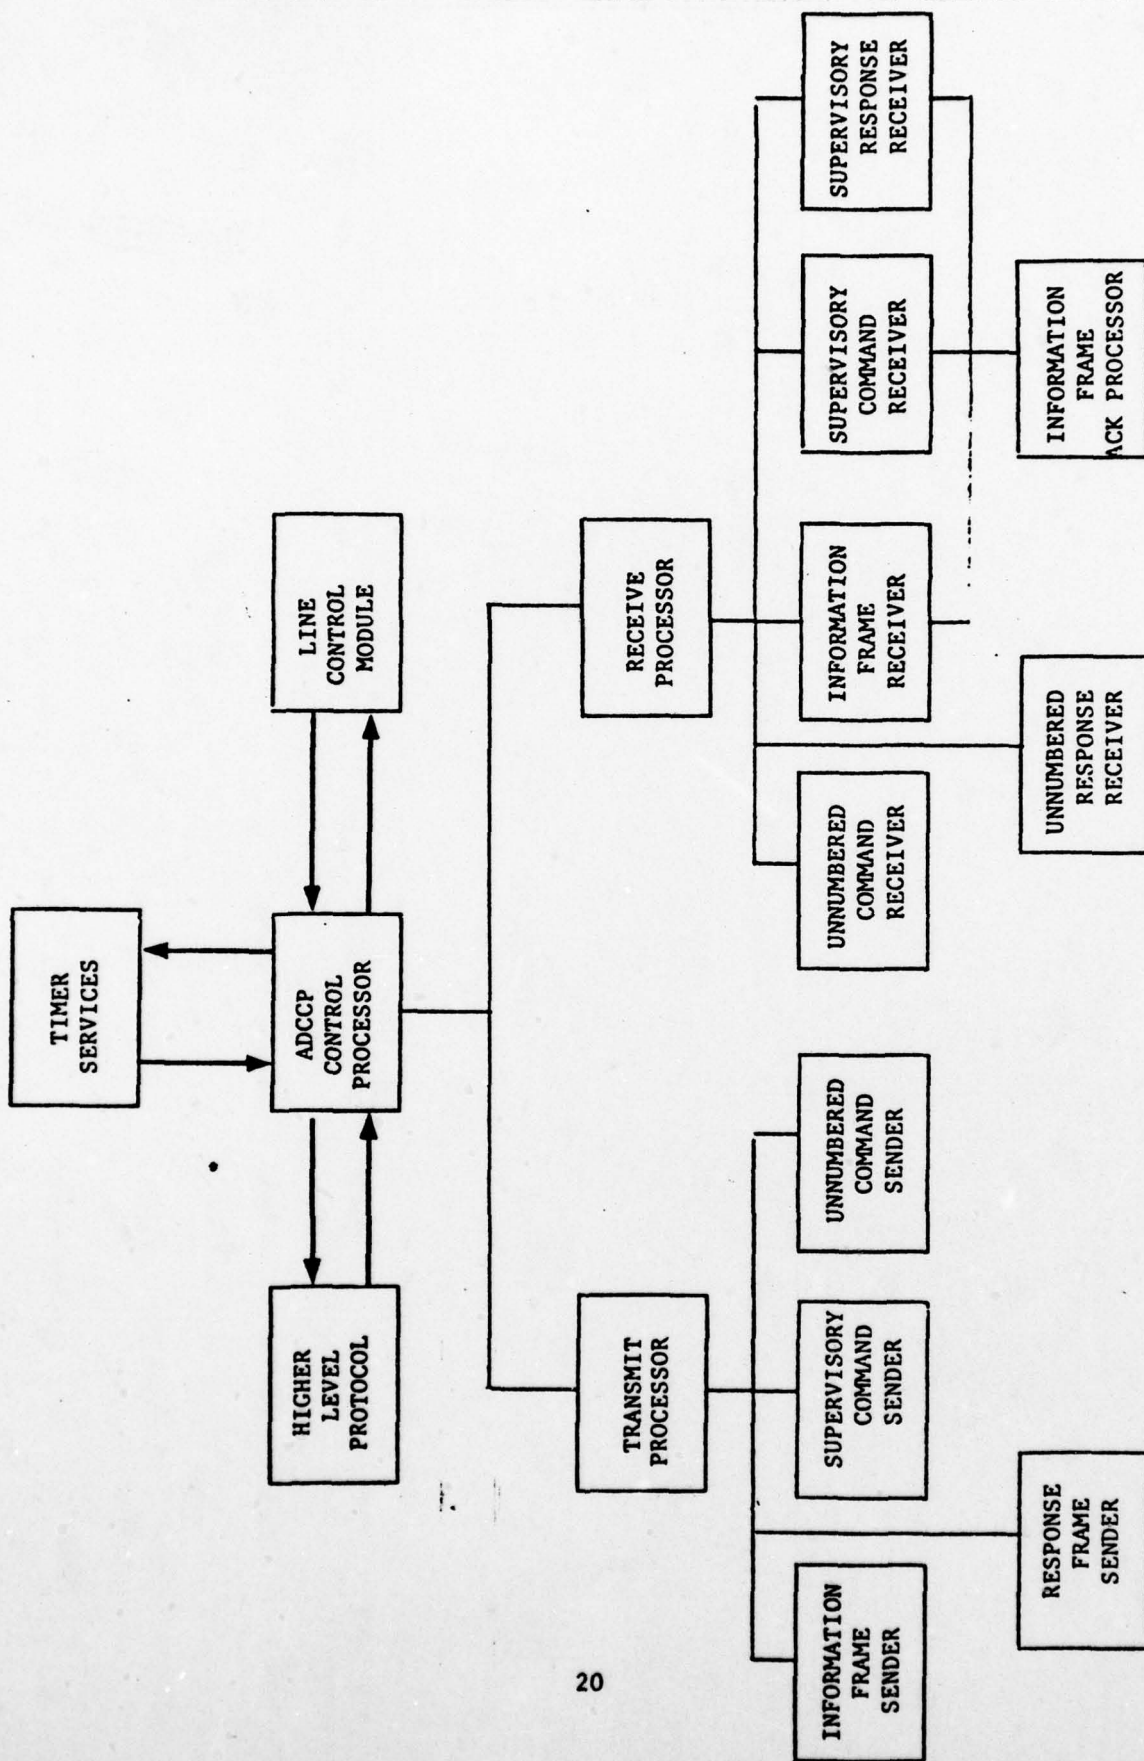 TIMER
SERVICES
HIGHER
LEVEL
PROTOCOL
ADCCP
CONTROL
PROCESSOR
LINE
CONTROL
MODULE
TRANSMIT
PROCESSOR
RECEIVE
PROCESSOR
INFORMATION
FRAME
SENDER
SUPERVISORY
COMMAND
SENDER
UNNUMBERED
COMMAND
SENDER
UNNUMBERED
COMMAND
RECEIVER
INFORMATION
FRAME
RECEIVER
SUPERVISORY
COMMAND
RECEIVER
SUPERVISORY
RESPONSE
RECEIVER
RESPONSE
FRAME
SENDER
UNNUMBERED
RESPONSE
RECEIVER
INFORMATION
FRAME
ACK PROCESSOR
20